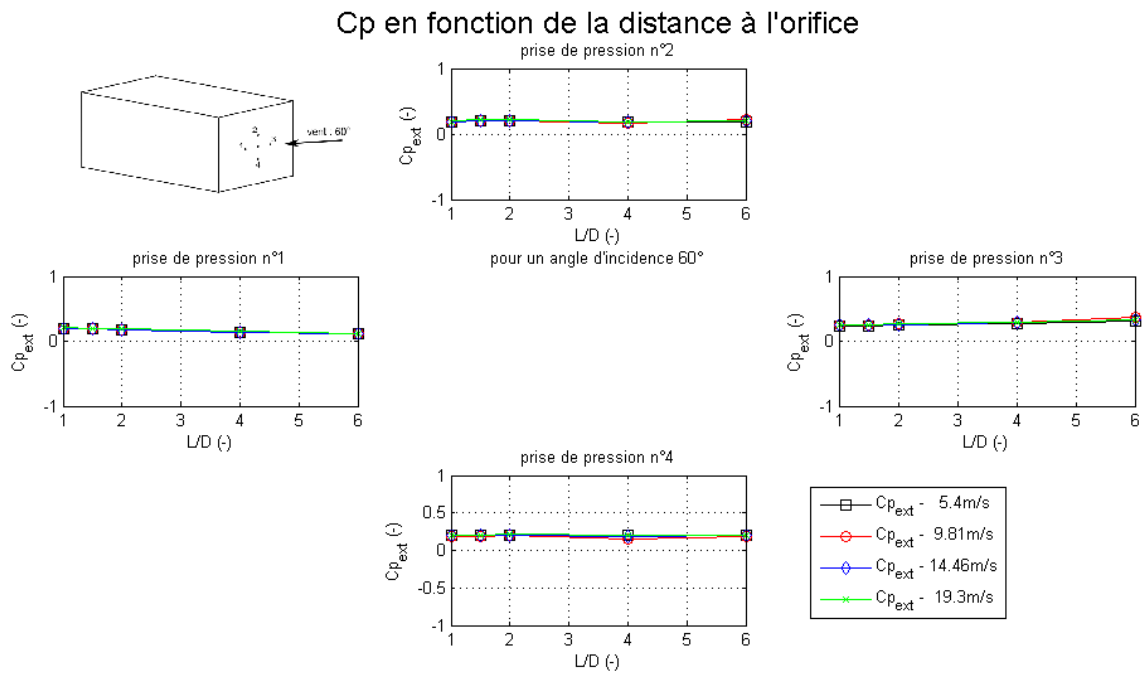 Cp en fonction de la distance à l'orifice
prise de pression n°2
1
0
-1
Cp_ext (-)
1 2 3 4 5 6
L/D (-)
2
1 3
4
vent : 60°
prise de pression n°1
1
0
-1
Cp_ext (-)
1 2 3 4 5 6
L/D (-)
pour un angle d'incidence 60°
prise de pression n°3
1
0
-1
Cp_ext (-)
1 2 3 4 5 6
L/D (-)
prise de pression n°4
1
0.5
0
-0.5
-1
Cp_ext (-)
1 2 3 4 5 6
L/D (-)
Cp_ext - 5.4m/s
Cp_ext - 9.81m/s
Cp_ext - 14.46m/s
Cp_ext - 19.3m/s